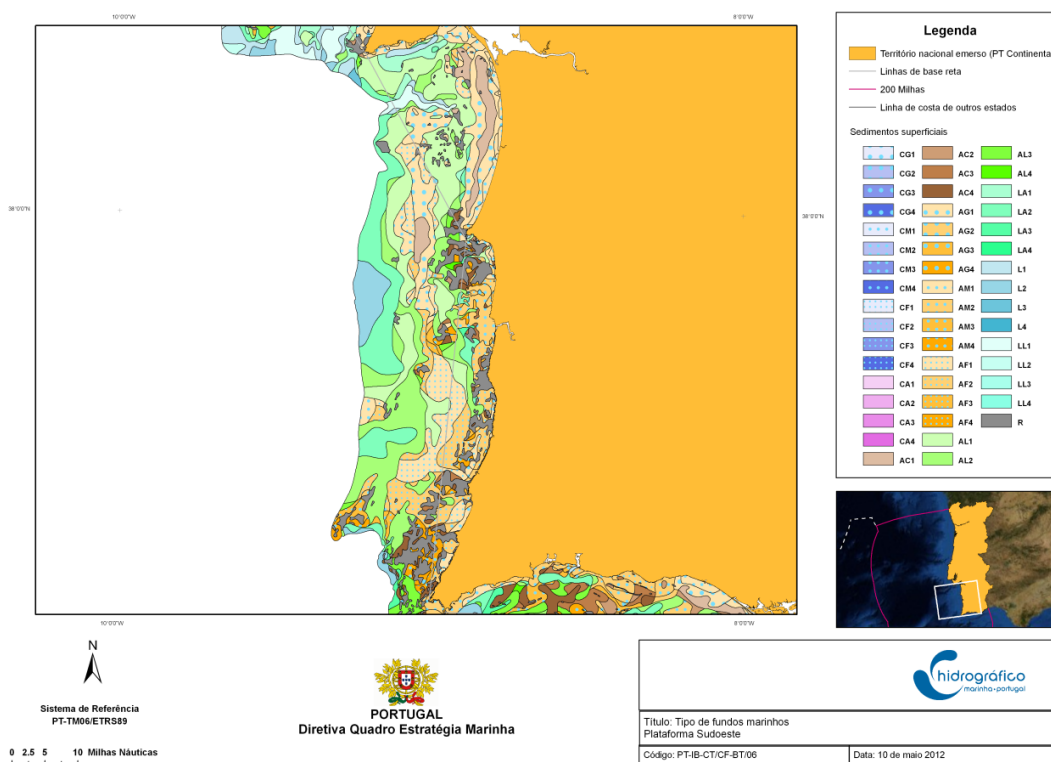 10°0'0"W
8°0'0"W
38°0'0"N
38°0'0"N
10°0'0"W
8°0'0"W
Legenda
Território nacional emerso (PT Continenta
Linhas de base reta
200 Milhas
Linha de costa de outros estados
Sedimentos superficiais
CG1 AC2 AL3
CG2 AC3 AL4
CG3 AC4 LA1
CG4 AG1 LA2
CM1 AG2 LA3
CM2 AG3 LA4
CM3 AG4 L1
CM4 AM1 L2
CF1 AM2 L3
CF2 AM3 L4
CF3 AM4 LL1
CF4 AF1 LL2
CA1 AF2 LL3
CA2 AF3 LL4
CA3 AF4 R
CA4 AL1
AC1 AL2
N
Sistema de Referência
PT-TM06/ETRS89
0 2.5 5 10 Milhas Náuticas
PORTUGAL
Diretiva Quadro Estratégia Marinha
hidrográfico
marinha-portugal
Título: Tipo de fundos marinhos
Plataforma Sudoeste
Código: PT-IB-CT/CF-BT/06
Data: 10 de maio 2012